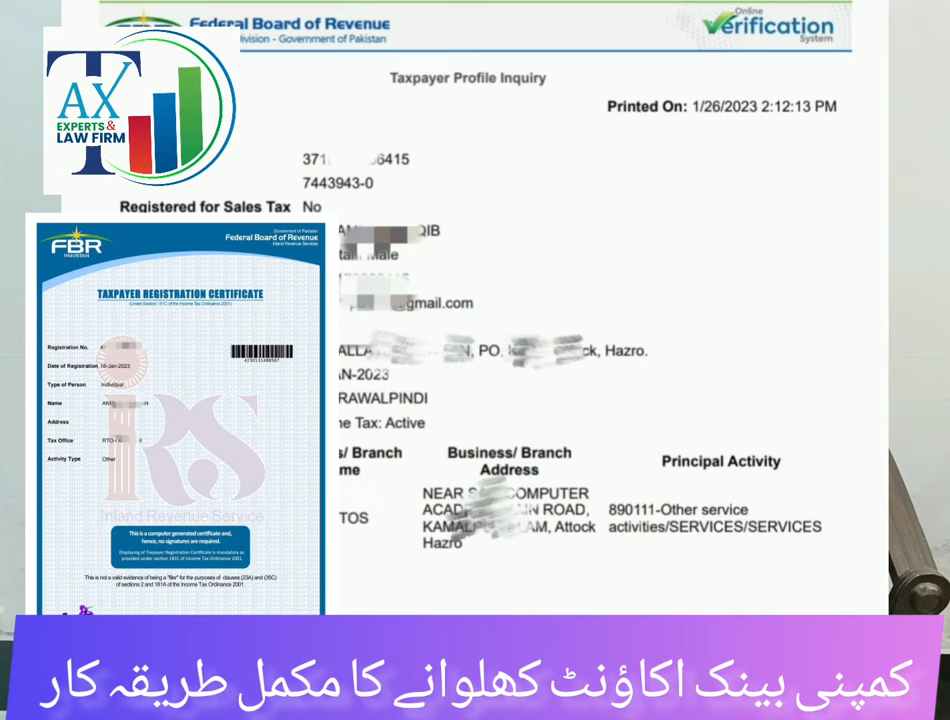 Federal Board of Revenue
ivision - Government of Pakistan
Online
Verification
System
Taxpayer Profile Inquiry
Printed On: 1/26/2023 2:12:13 PM
TAX
EXPERTS &
LAW FIRM
371 6415
7443943-0
Registered for Sales Tax No
QIB
Male
@gmail.com
ALLA N, PO, ck, Hazro.
N-2023
RAWALPINDI
ne Tax: Active
s/ Branch
me
Business/ Branch
Address
Principal Activity
TOS
NEAR S COMPUTER
ACAD IN ROAD,
KAMAL AM, Attock
Hazro
890111-Other service
activities/SERVICES/SERVICES
FBR
PAKISTAN
Government of Pakistan
Federal Board of Revenue
Inland Revenue Services
TAXPAYER REGISTRATION CERTIFICATE
(Under Section 181C of the Income Tax Ordinance 2001)
Registration No.
Date of Registration 16-Jan-2023
Type of Person Individual
Name
Address
Tax Office RTO-
Activity Type Other
IRS
Inland Revenue Service
This is a computer generated certificate and,
hence, no signatures are required.
Displaying of Taxpayer Registration Certificate is mandatory as
provided under section 181C of Income Tax Ordinance 2001.
This is not a valid evidence of being a "filer" for the purposes of clauses (23A) and (35C)
of sections 2 and 181A of the Income Tax Ordinance 2001.
کمپنی بینک اکاؤنٹ کھلوانے کا مکمل طریقہ کار